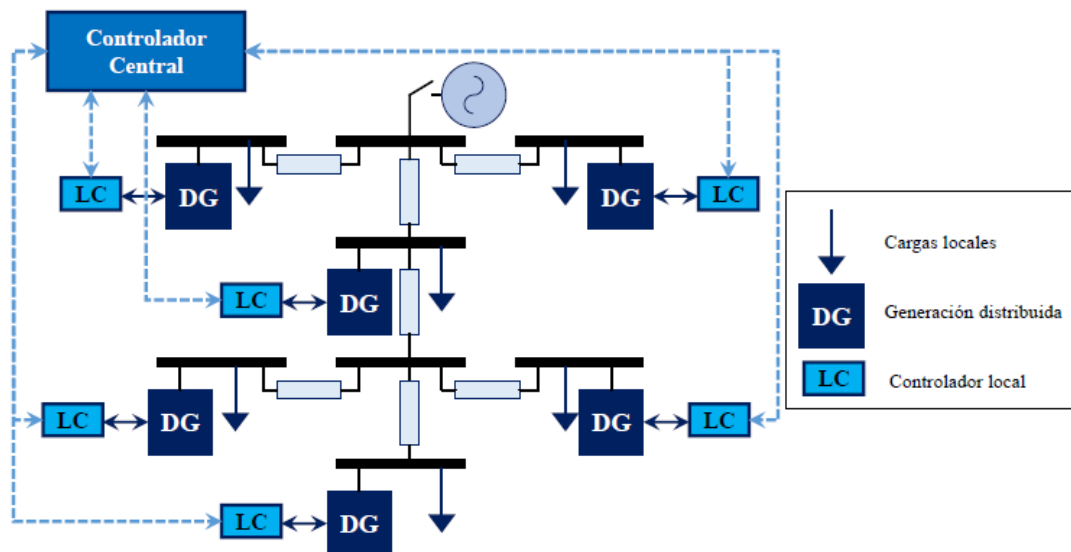 Controlador
Central
LC
DG
DG
LC
LC
DG
LC
DG
DG
LC
LC
DG
Cargas locales
DG
Generación distribuida
LC
Controlador local